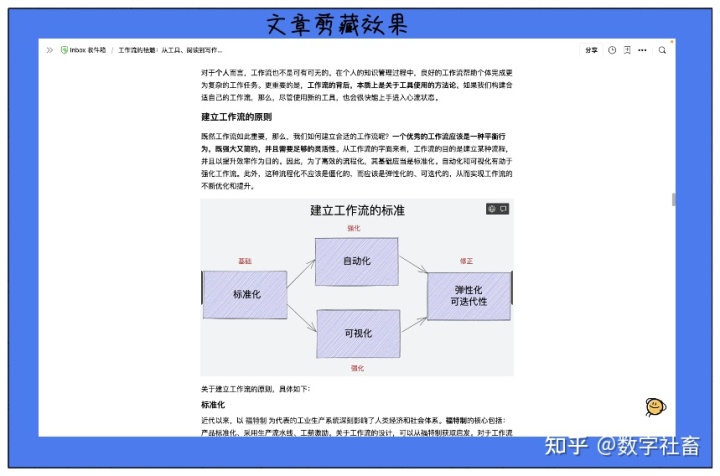 文章剪藏效果
Inbox 收件箱 / 工作流的秘籍:从工具、阅读到写作...
分享
对于个人而言,工作流也不是可有可无的。在个人的知识管理过程中,良好的工作流帮助个体完成更
为复杂的工作任务。更重要的是,工作流的背后,本质上是关于工具使用的方法论。如果我们构建合
适自己的工作流,那么,尽管使用新的工具,也会很快能上手进入心流状态。
建立工作流的原则
既然工作流如此重要,那么,我们如何建立合适的工作流呢?一个优秀的工作流应该是一种平衡行
为,既强大又简约,并且需要足够的灵活性。从工作流的字面来看,工作流的目的是建立某种流程,
并且以提升效率作为目的。因此,为了高效的流程化,其基础应当是标准化。自动化和可视化有助于
强化工作流。此外,这种流程化不应该是僵化的,而应该是弹性化的、可迭代的,从而实现工作流的
不断优化和提升。
建立工作流的标准
强化
自动化
基础
修正
标准化
弹性化
可迭代性
可视化
强化
关于建立工作流的原则,具体如下:
标准化
近代以来,以 福特制 为代表的工业生产系统深刻影响了人类经济和社会体系。福特制的核心包括:
产品标准化、采用生产流水线、工薪激励。关于工作流的设计,可以从福特制获取启发。对于工作流
知乎 @数字社畜